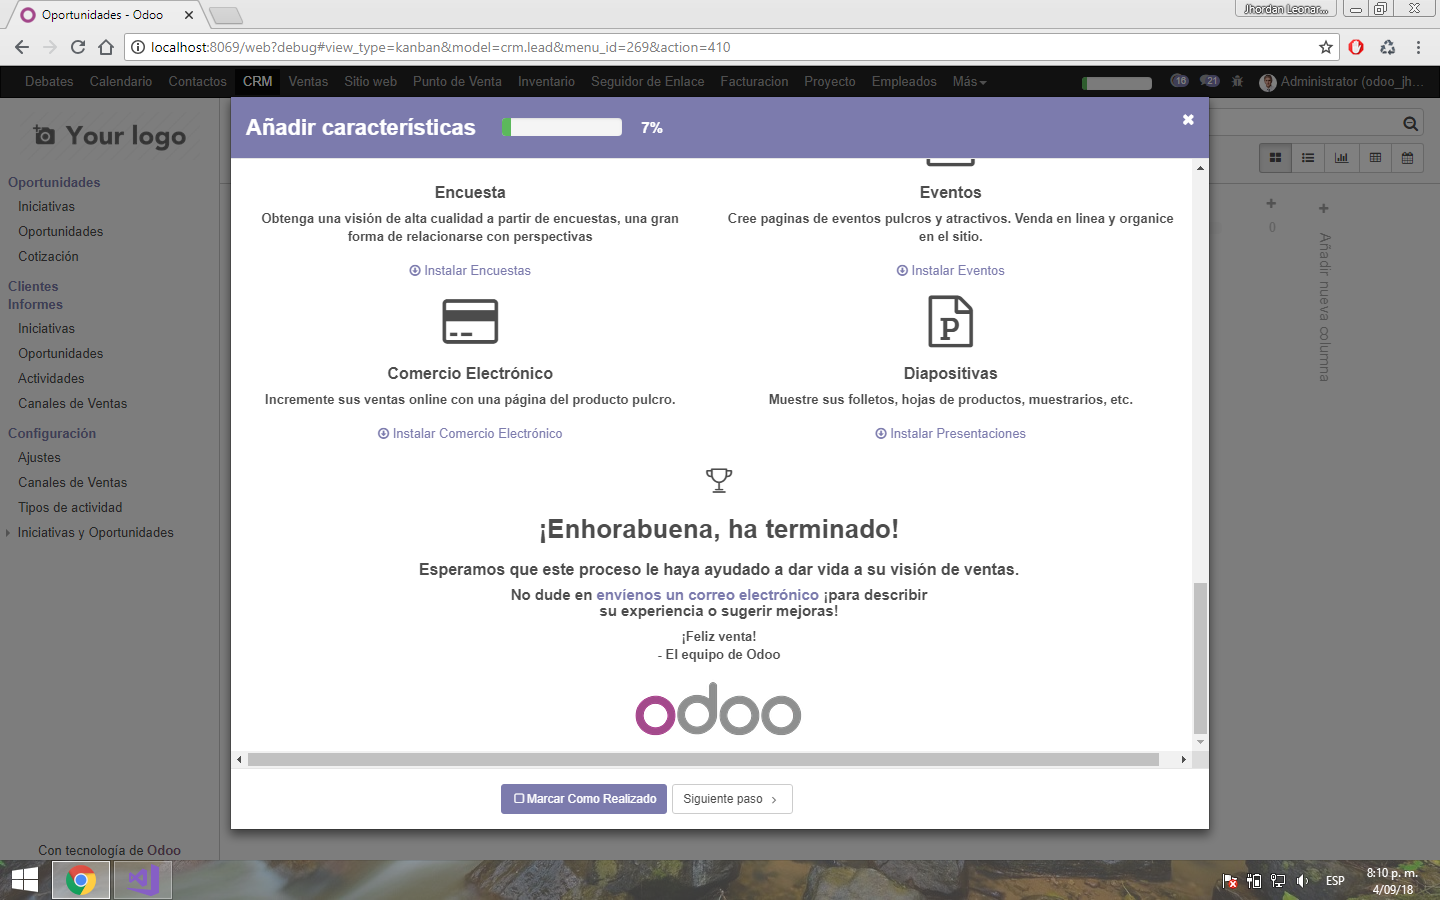 Oportunidades - Odoo
Jhordan Leonar...
localhost:8069/web?debug#view_type=kanban&model=crm.lead&menu_id=269&action=410
Debates Calendario Contactos CRM Ventas Sitio web Punto de Venta Inventario Seguidor de Enlace Facturacion Proyecto Empleados Más 16 21 Administrator (odoo_jh...
Añadir características 7%
Your logo
Oportunidades
Iniciativas
Oportunidades
Cotización
Clientes
Informes
Iniciativas
Oportunidades
Actividades
Canales de Ventas
Configuración
Ajustes
Canales de Ventas
Tipos de actividad
Iniciativas y Oportunidades
Con tecnología de Odoo
Encuesta
Obtenga una visión de alta cualidad a partir de encuestas, una gran
forma de relacionarse con perspectivas
Instalar Encuestas
Eventos
Cree paginas de eventos pulcros y atractivos. Venda en linea y organice
en el sitio.
Instalar Eventos
Comercio Electrónico
Incremente sus ventas online con una página del producto pulcro.
Instalar Comercio Electrónico
P
Diapositivas
Muestre sus folletos, hojas de productos, muestrarios, etc.
Instalar Presentaciones
¡Enhorabuena, ha terminado!
Esperamos que este proceso le haya ayudado a dar vida a su visión de ventas.
No dude en envíenos un correo electrónico ¡para describir
su experiencia o sugerir mejoras!
¡Feliz venta!
- El equipo de Odoo
odoo
Marcar Como Realizado
Siguiente paso
0
Añadir nueva columna
ESP
8:10 p. m.
4/09/18